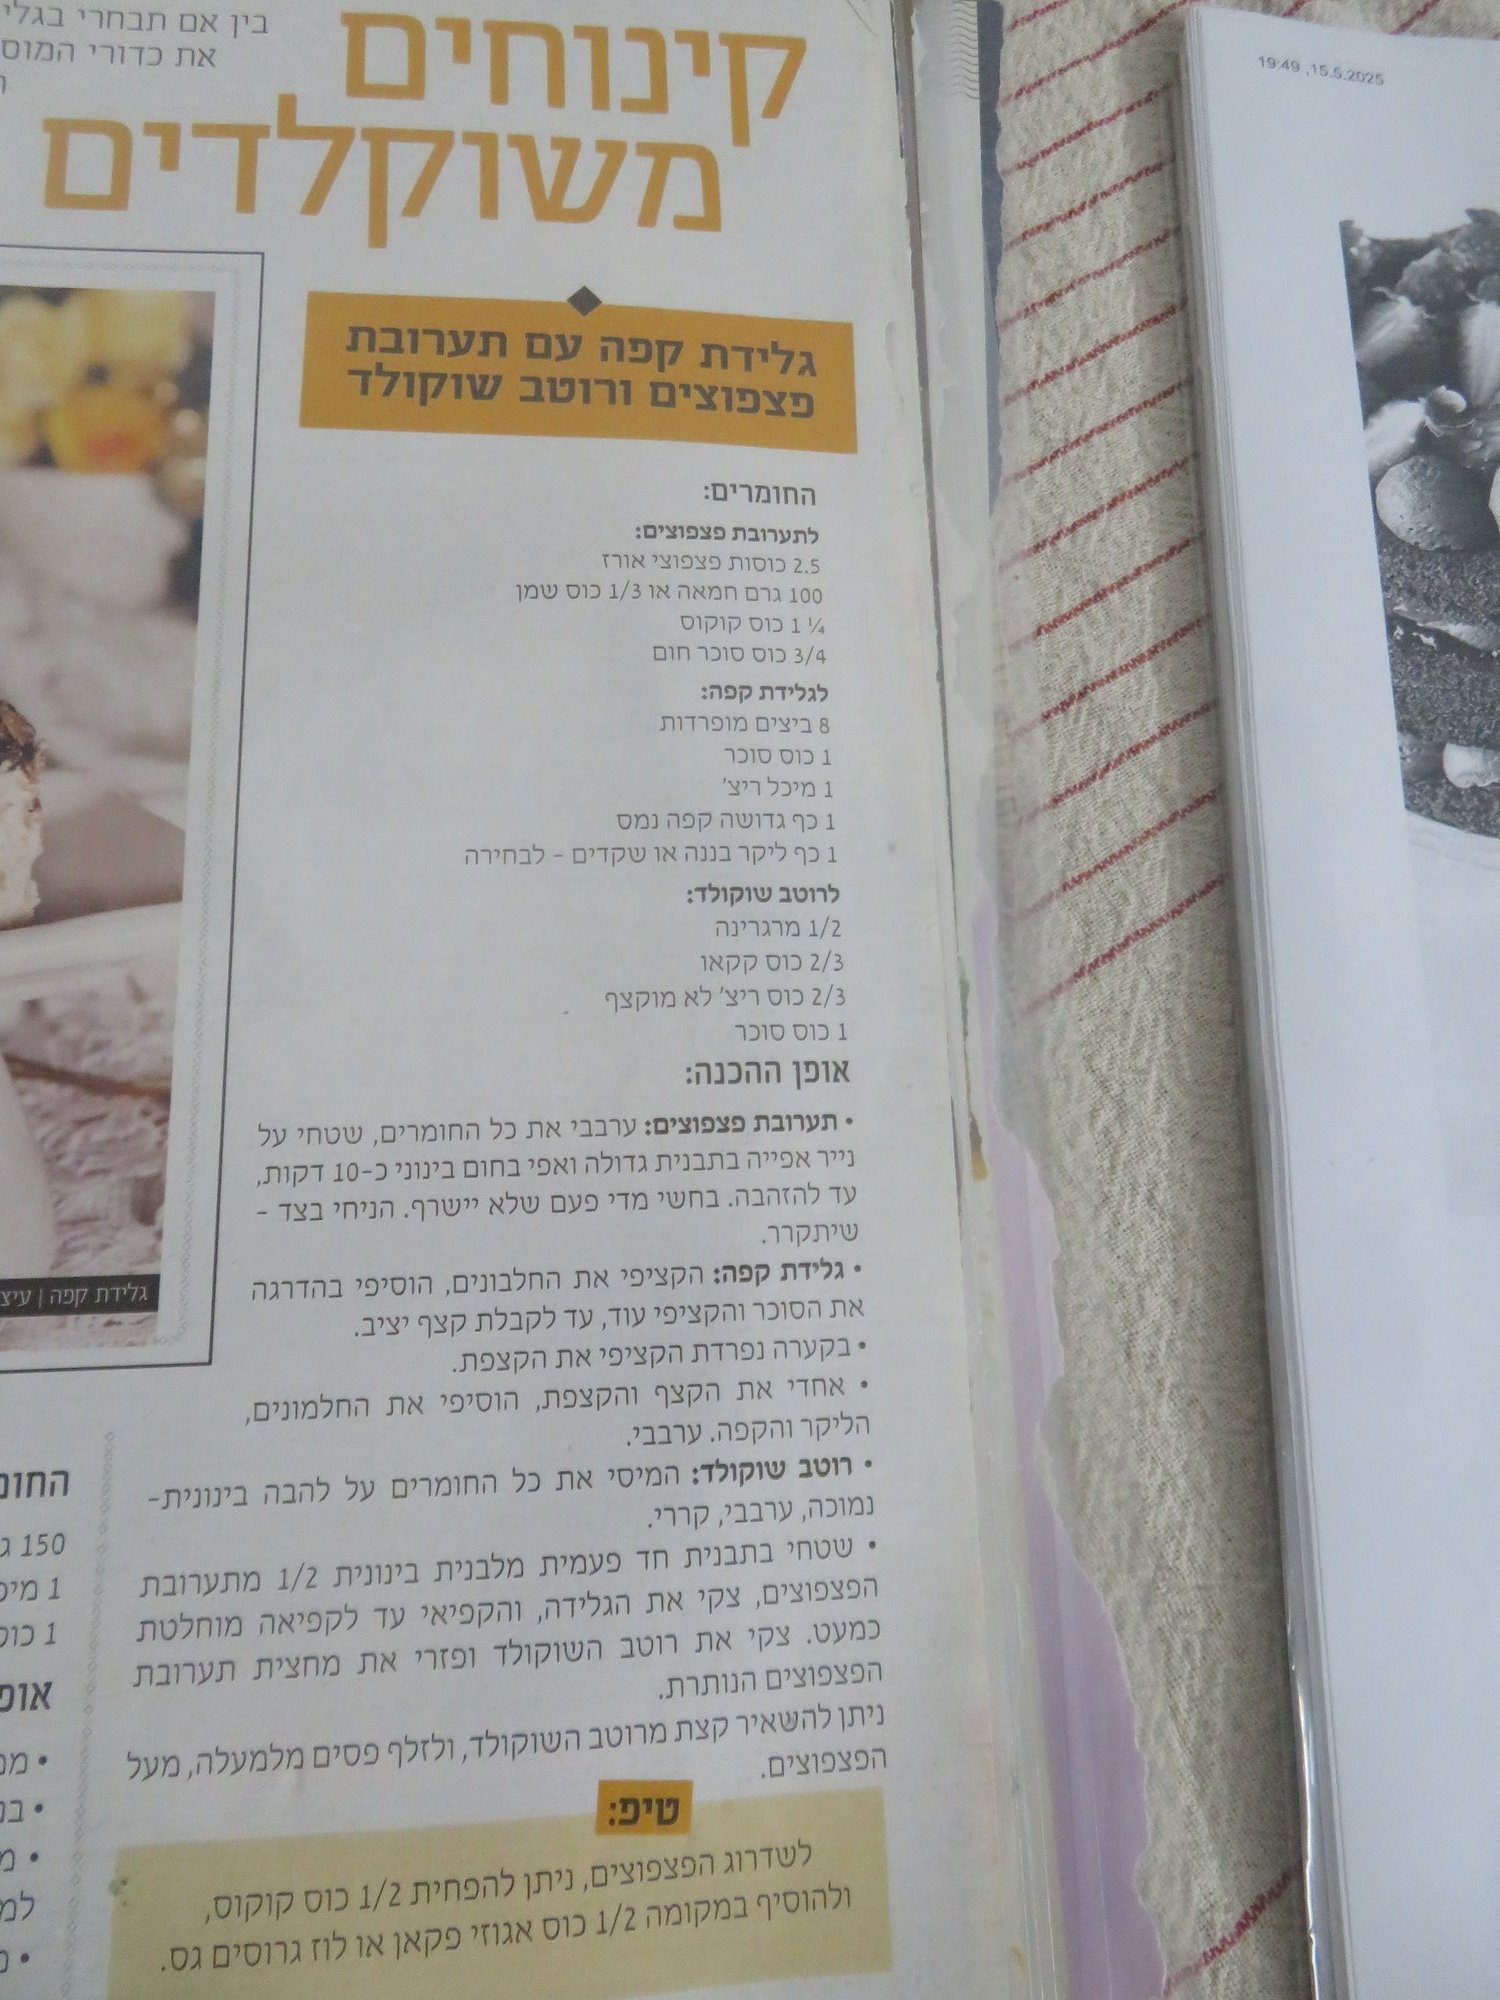 קינוחים
משוקלדים
בין אם תבחרי
את כדורי
גלידת קפה עם תערובת
פצפוצים ורוטב שוקולד
החומרים:
לתערובת פצפוצים:
2.5 כוסות פצפוצי אורז
100 גרם חמאה או 1/3 כוס שמן
1 ¼ כוס קוקוס
3/4 כוס סוכר חום
לגלידת קפה:
8 ביצים מופרדות
1 כוס סוכר
1 מיכל ריצ'
1 כף גדושה קפה נמס
1 כף ליקר בננה או שקדים - לבחירה
לרוטב שוקולד:
1/2 מרגרינה
2/3 כוס קקאו
2/3 כוס ריצ' לא מוקצף
1 כוס סוכר
אופן ההכנה:
• תערובת פצפוצים: ערבבי את כל החומרים, שטחי על
נייר אפייה בתבנית גדולה ואפי בחום בינוני כ-10 דקות,
עד להזהבה. בחשי מדי פעם שלא יישרף. הניחי בצד -
שיתקרר.
• גלידת קפה: הקציפי את החלבונים, הוסיפי בהדרגה
את הסוכר והקציפי עוד, עד לקבלת קצף יציב.
• בקערה נפרדת הקציפי את הקצפת.
• אחדי את הקצף והקצפת, הוסיפי את החלמונים,
הליקר והקפה. ערבבי.
• רוטב שוקולד: המיסי את כל החומרים על להבה בינונית-
נמוכה, ערבבי, קררי.
• שטחי בתבנית חד פעמית מלבנית בינונית 1/2 מתערובת
הפצפוצים, צקי את הגלידה, והקפיאי עד לקפיאה מוחלטת
כמעט. צקי את רוטב השוקולד ופזרי את מחצית תערובת
הפצפוצים הנותרת.
ניתן להשאיר קצת מרוטב השוקולד, ולזלף פסים מלמעלה, מעל
הפצפוצים.
טיפ:
לשדרוג הפצפוצים, ניתן להפחית 1/2 כוס קוקוס,
ולהוסיף במקומה 1/2 כוס אגוזי פקאן או לוז גרוסים גס.
גלידת קפה |
150
1
1
15.5.2025, 19:49